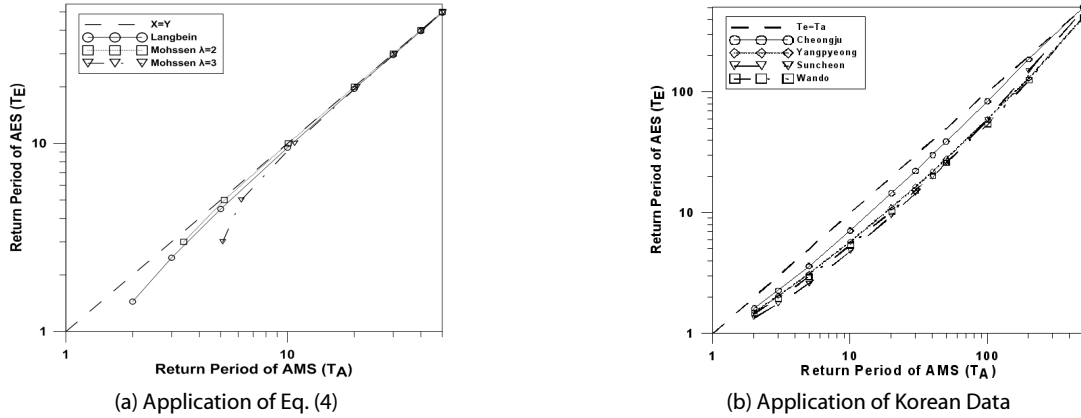 X=Y
Langbein
Mohssen λ=2
Mohssen λ=3
Return Period of AES (TE)
10
1
1
10
Return Period of AMS (TA)
(a) Application of Eq. (4)
Te=Ta
Cheongju
Yangpyeong
Suncheon
Wando
Return Period of AES (TE)
100
10
1
1
10
100
Return Period of AMS (TA)
(b) Application of Korean Data